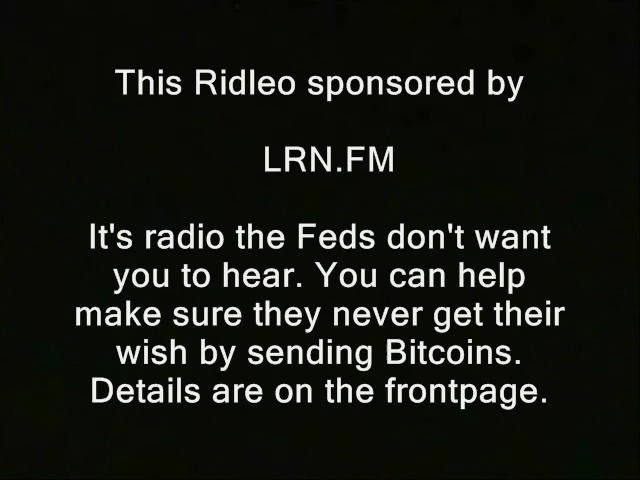 This Ridleo sponsored by
LRN.FM
It's radio the Feds don't want
you to hear. You can help
make sure they never get their
wish by sending Bitcoins.
Details are on the frontpage.